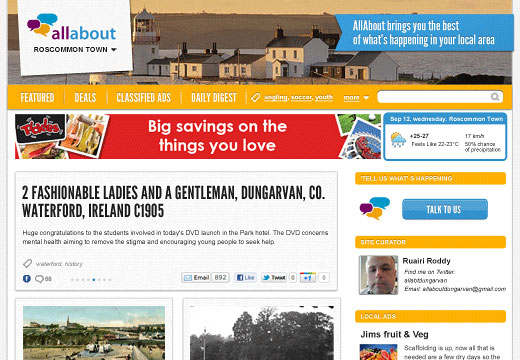 allabout
ROSCOMMON TOWN
AllAbout brings you the best
of what's happening in your local area
FEATURED
DEALS
CLASSIFIED ADS
DAILY DIGEST
angling, soccer, youth
more
Big savings on the
things you love
Sep 12, wednesday. Roscommon Town
+25-27
Feels Like 22-23°C
17 km/h
50% chance
of precipitation
2 FASHIONABLE LADIES AND A GENTLEMAN, DUNGARVAN, CO.
WATERFORD, IRELAND C1905
Huge congratulations to the students involved in today's DVD launch in the Park hotel. The DVD concerns
mental health aiming to remove the stigma and encouraging young people to seek help.
waterford, history
68
Email 892
Like
Tweet 0
+1 0
TELL US WHAT'S HAPPENING
TALK TO US
SITE CURATOR
Ruairi Roddy
Find me on Twitter:
allabtdungarvan
Email: allaboutdungarvan@gmail.com
LOCAL ADS
Jims fruit & Veg
Scaffolding is up, now all that is
needed are a few dry days so the